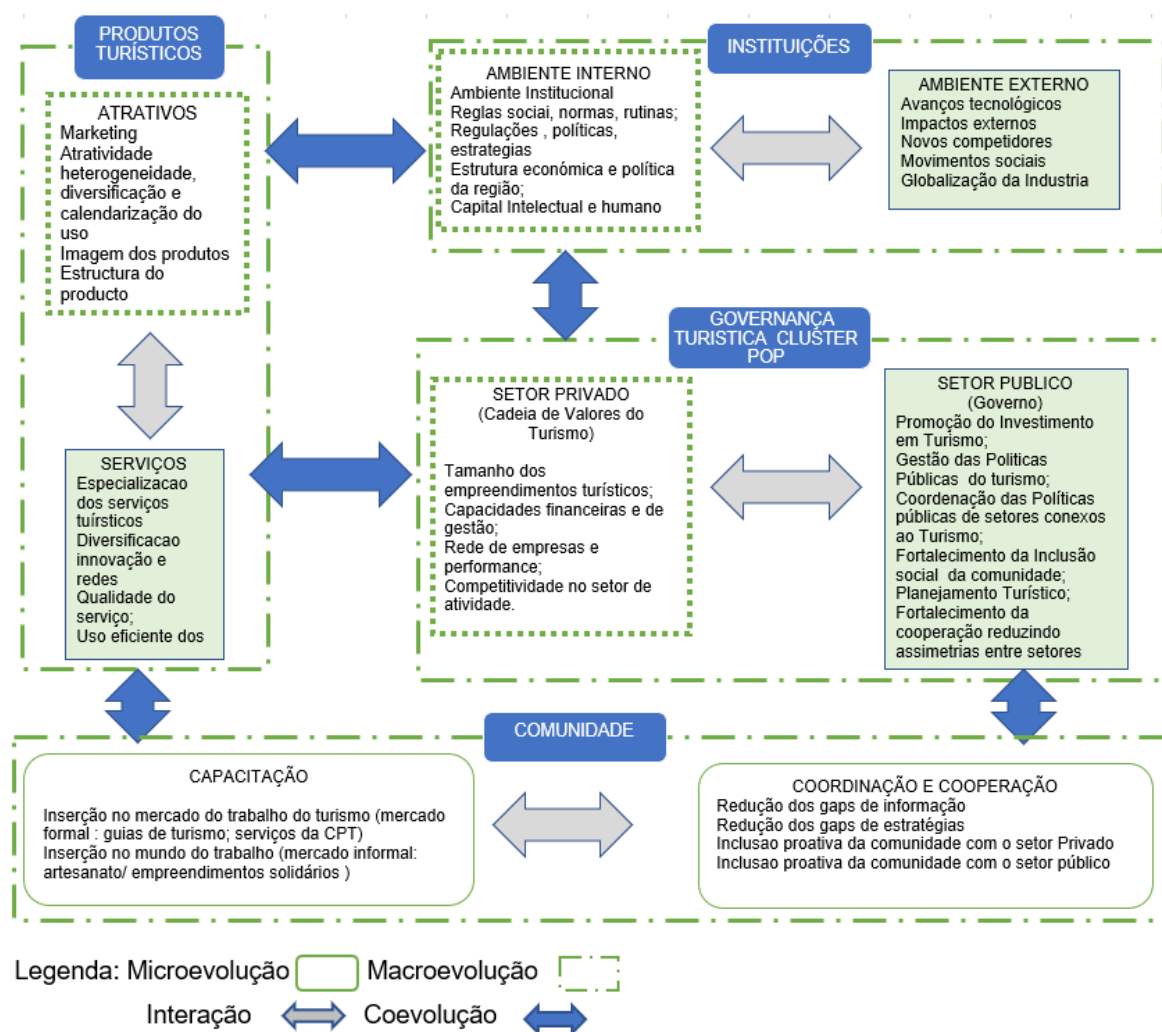 PRODUTOS
TURÍSTICOS
ATRATIVOS
Marketing
Atratividade
heterogeneidade,
diversificação e
calendarização do
uso
Imagem dos produtos
Estructura do
producto
SERVIÇOS
Especializacao
dos serviços
tuírsticos
Diversificacao
innovação e
redes
Qualidade do
serviço;
Uso eficiente dos
INSTITUIÇÕES
AMBIENTE INTERNO
Ambiente Institucional
Reglas social, normas, rutinas;
Regulações , políticas,
estrategias
Estrutura económica e política
da região;
Capital Intelectual e humano
AMBIENTE EXTERNO
Avanços tecnológicos
Impactos externos
Novos competidores
Movimentos sociais
Globalização da Industria
GOVERNANÇA
TURISTICA CLUSTER
POP
SETOR PRIVADO
(Cadeia de Valores do
Turismo)
Tamanho dos
empreendimentos turísticos;
Capacidades financeiras e de
gestão;
Rede de empresas e
performance;
Competitividade no setor de
atividade.
SETOR PUBLICO
(Governo)
Promoção do Investimento
em Turismo;
Gestão das Politicas
Públicas do turismo;
Coordenação das Políticas
públicas de setores conexos
ao Turismo;
Fortalecimento da Inclusão
social da comunidade;
Planejamento Turístico;
Fortalecimento da
cooperação reduzindo
assimetrias entre setores
COMUNIDADE
CAPACITAÇÃO
Inserção no mercado do trabalho do turismo (mercado
formal : guias de turismo; serviços da CPT)
Inserção no mundo do trabalho (mercado informal:
artesanato/ empreendimentos solidários )
COORDINAÇÃO E COOPERAÇÃO
Redução dos gaps de informação
Redução dos gaps de estratégias
Inclusao proativa da comunidade com o setor Privado
Inclusao proativa da comunidade com o setor público
Legenda: Microevolução Macroevolução
Interação Coevolução